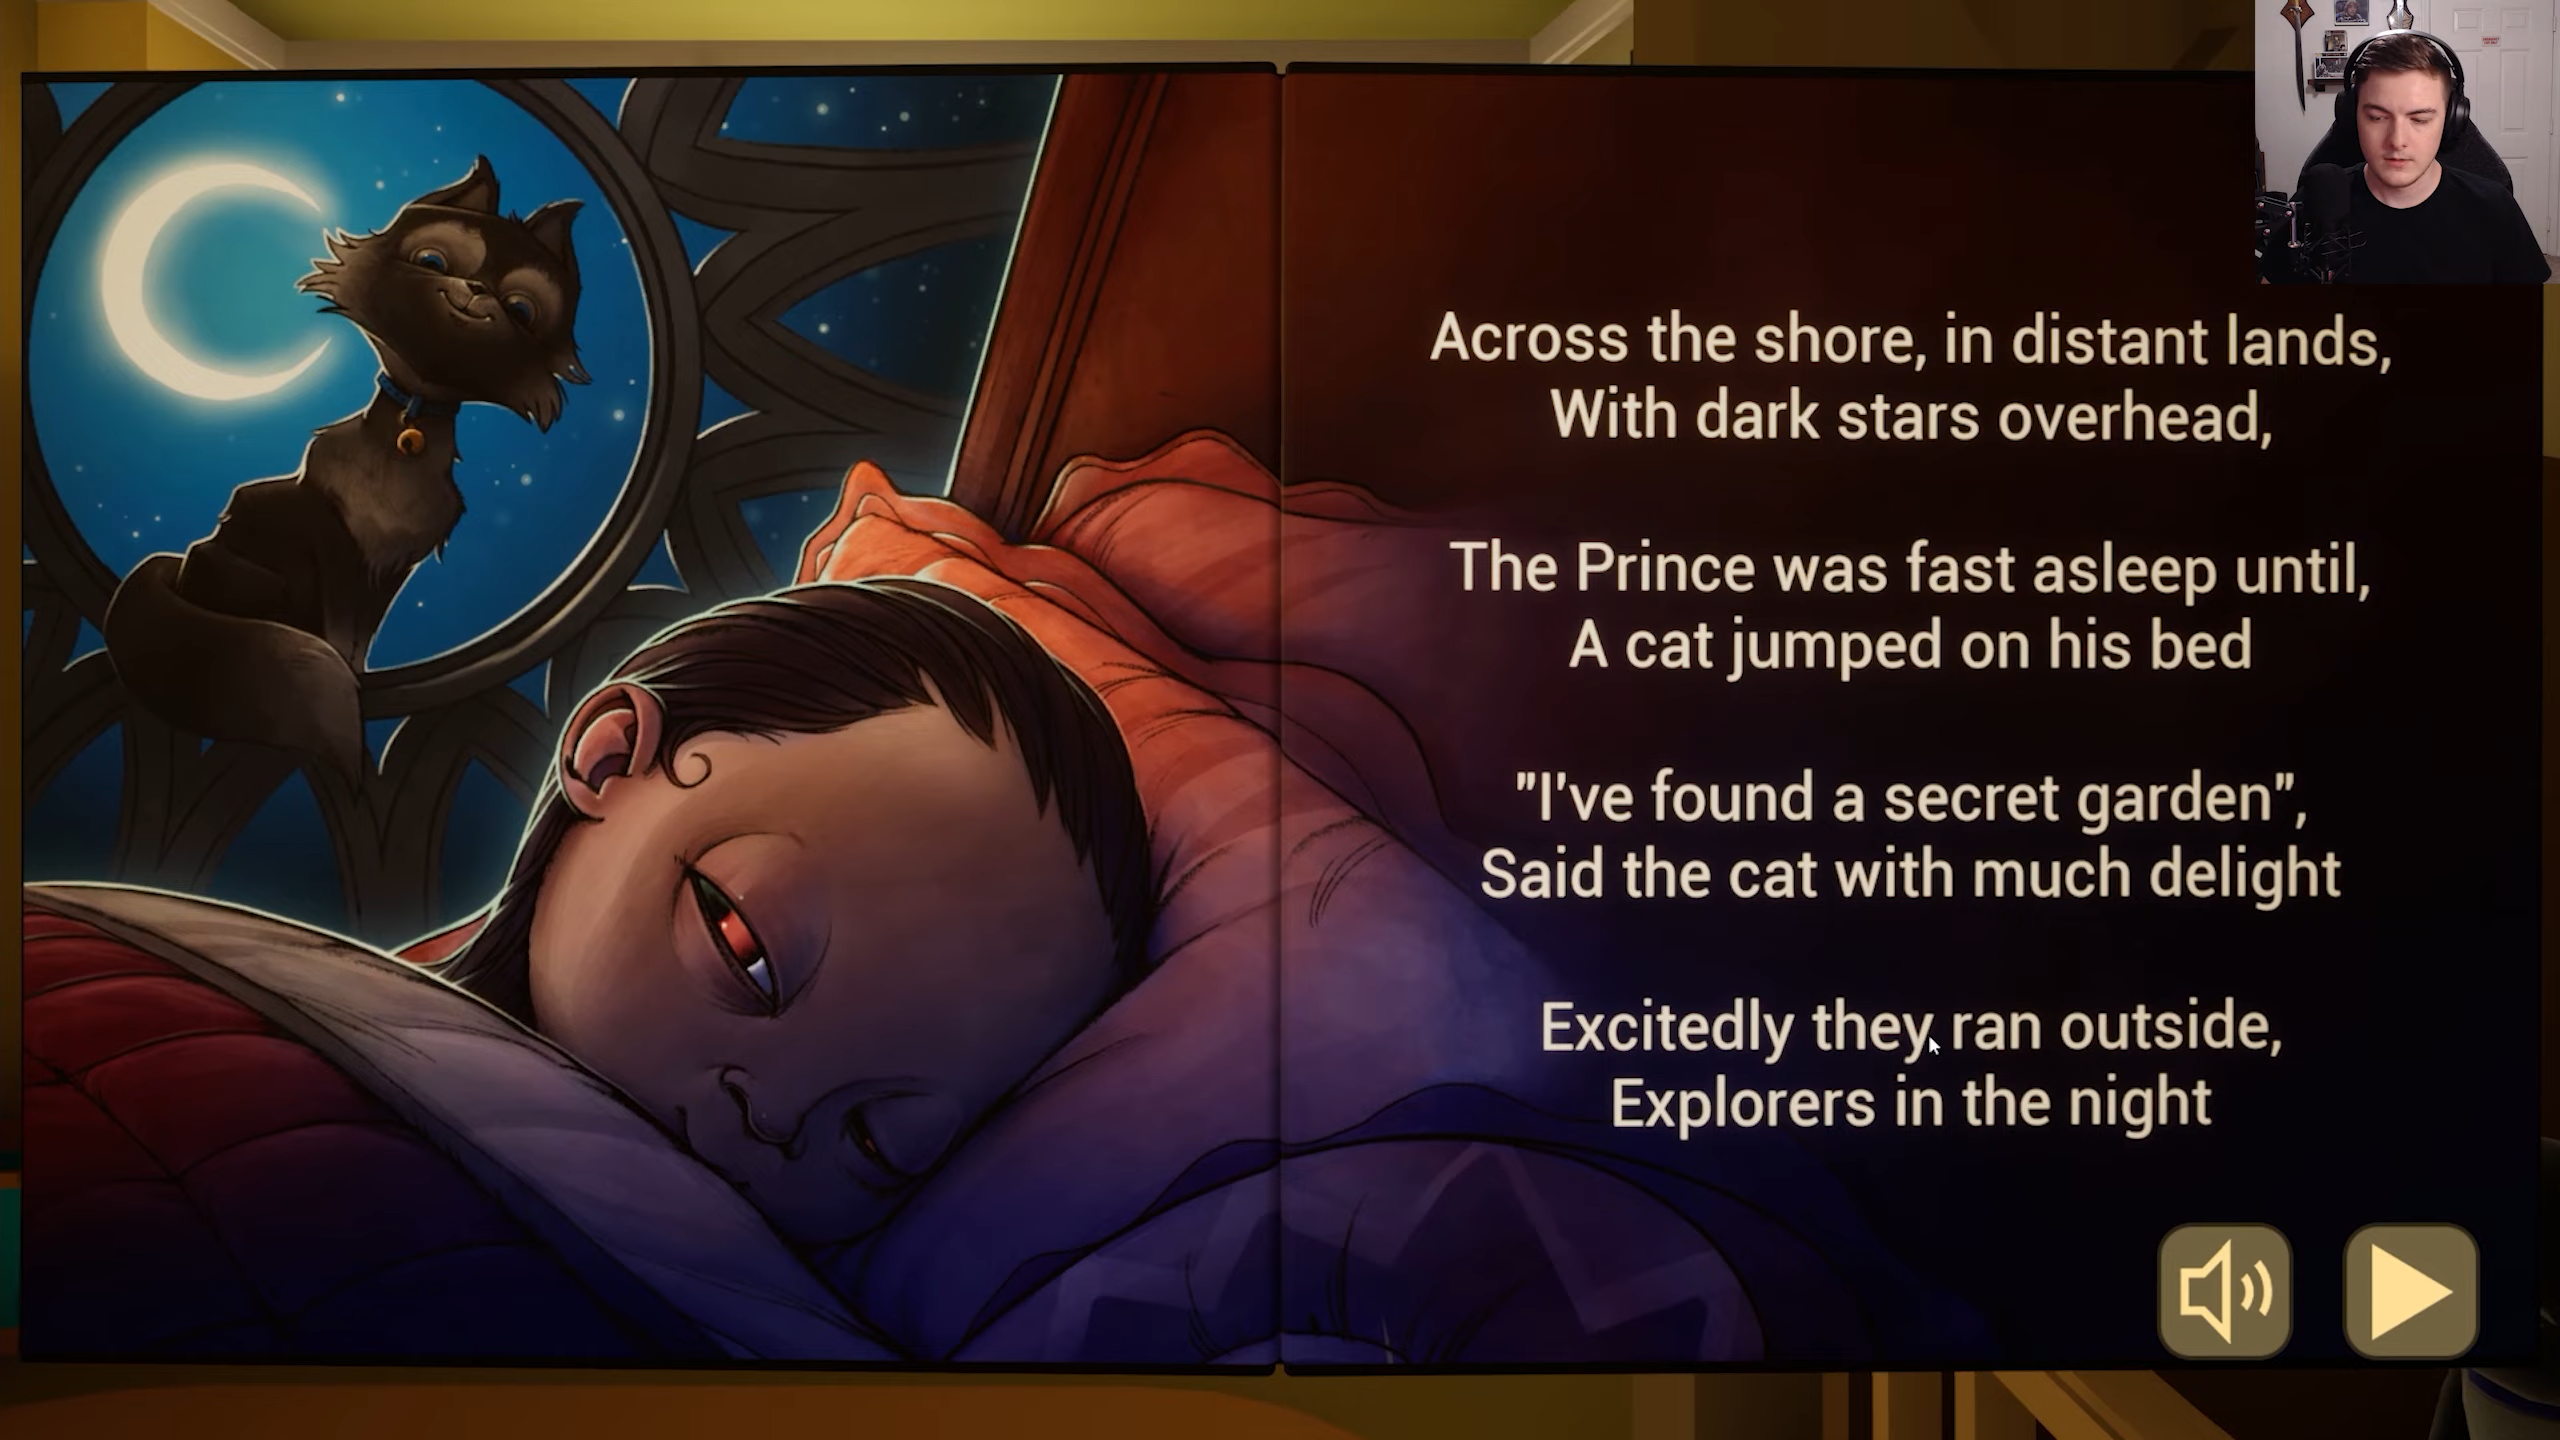 Across the shore, in distant lands,
With dark stars overhead,
The Prince was fast asleep until,
A cat jumped on his bed
"I've found a secret garden",
Said the cat with much delight
Excitedly they ran outside,
Explorers in the night